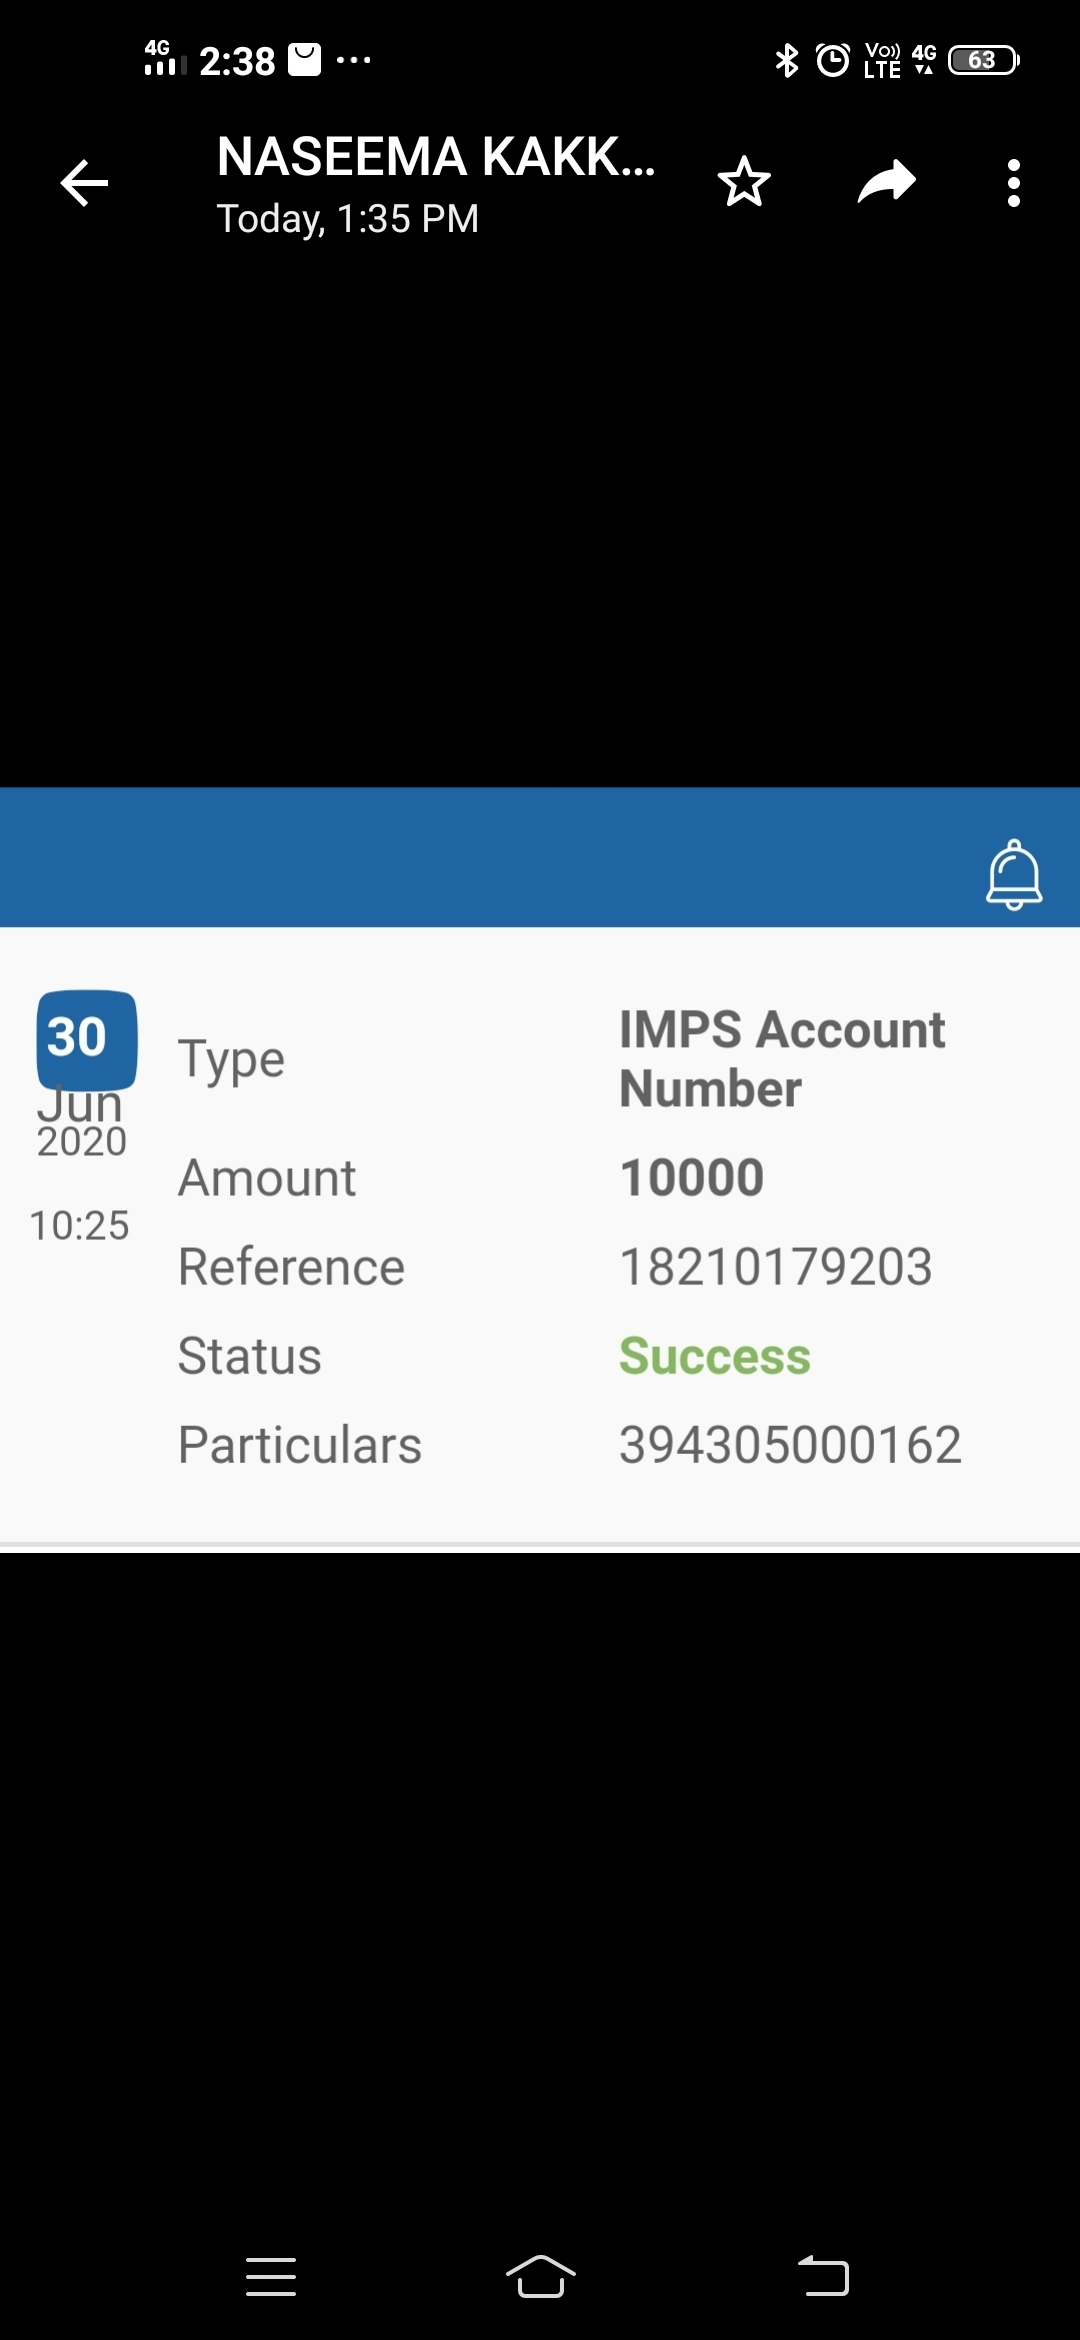 4G 2:38 ... Vo)) LTE 4G 63
NASEEMA KAKK...
Today, 1:35 PM
30
Jun
2020
10:25
Type IMPS Account
Number
Amount 10000
Reference 18210179203
Status Success
Particulars 394305000162